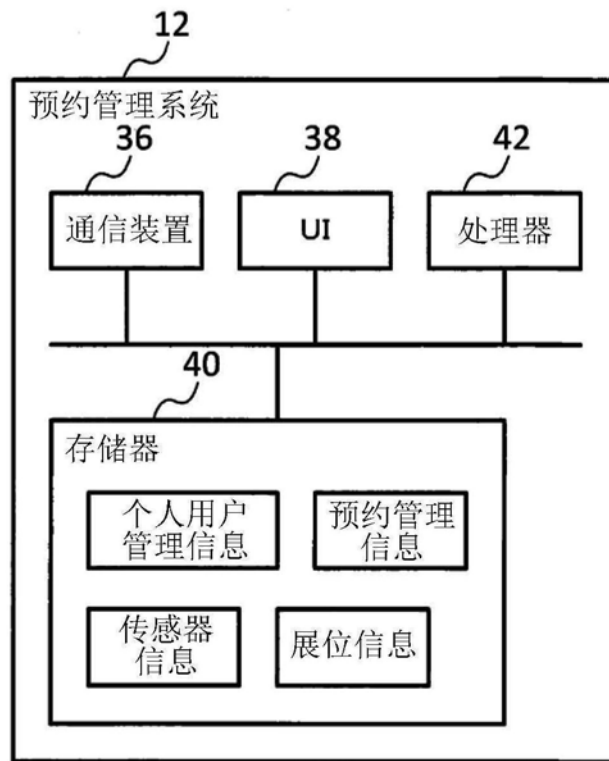 12
预约管理系统
36
38
42
通信装置
UI
处理器
40
存储器
个人用户
管理信息
预约管理
信息
传感器
信息
展位信息